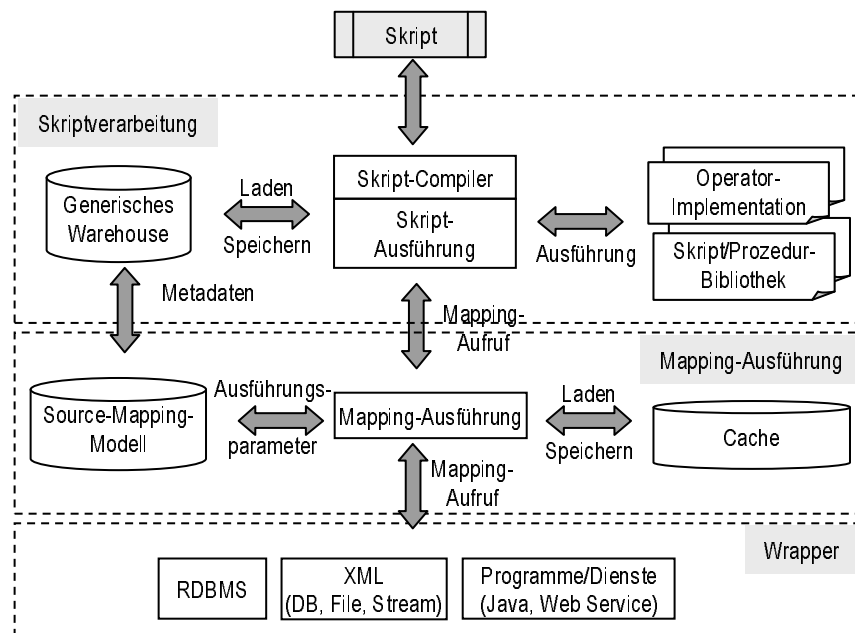 Skript
Skriptverarbeitung
Generisches
Warehouse
Laden
Speichern
Skript-Compiler
Skript-
Ausführung
Ausführung
Operator-
Implementation
Skript/Prozedur-
Bibliothek
Metadaten
Mapping-
Aufruf
Mapping-Ausführung
Source-Mapping-
Modell
Ausführungs-
parameter
Mapping-Ausführung
Laden
Speichern
Cache
Mapping-
Aufruf
Wrapper
RDBMS
XML
(DB, File, Stream)
Programme/Dienste
(Java, Web Service)